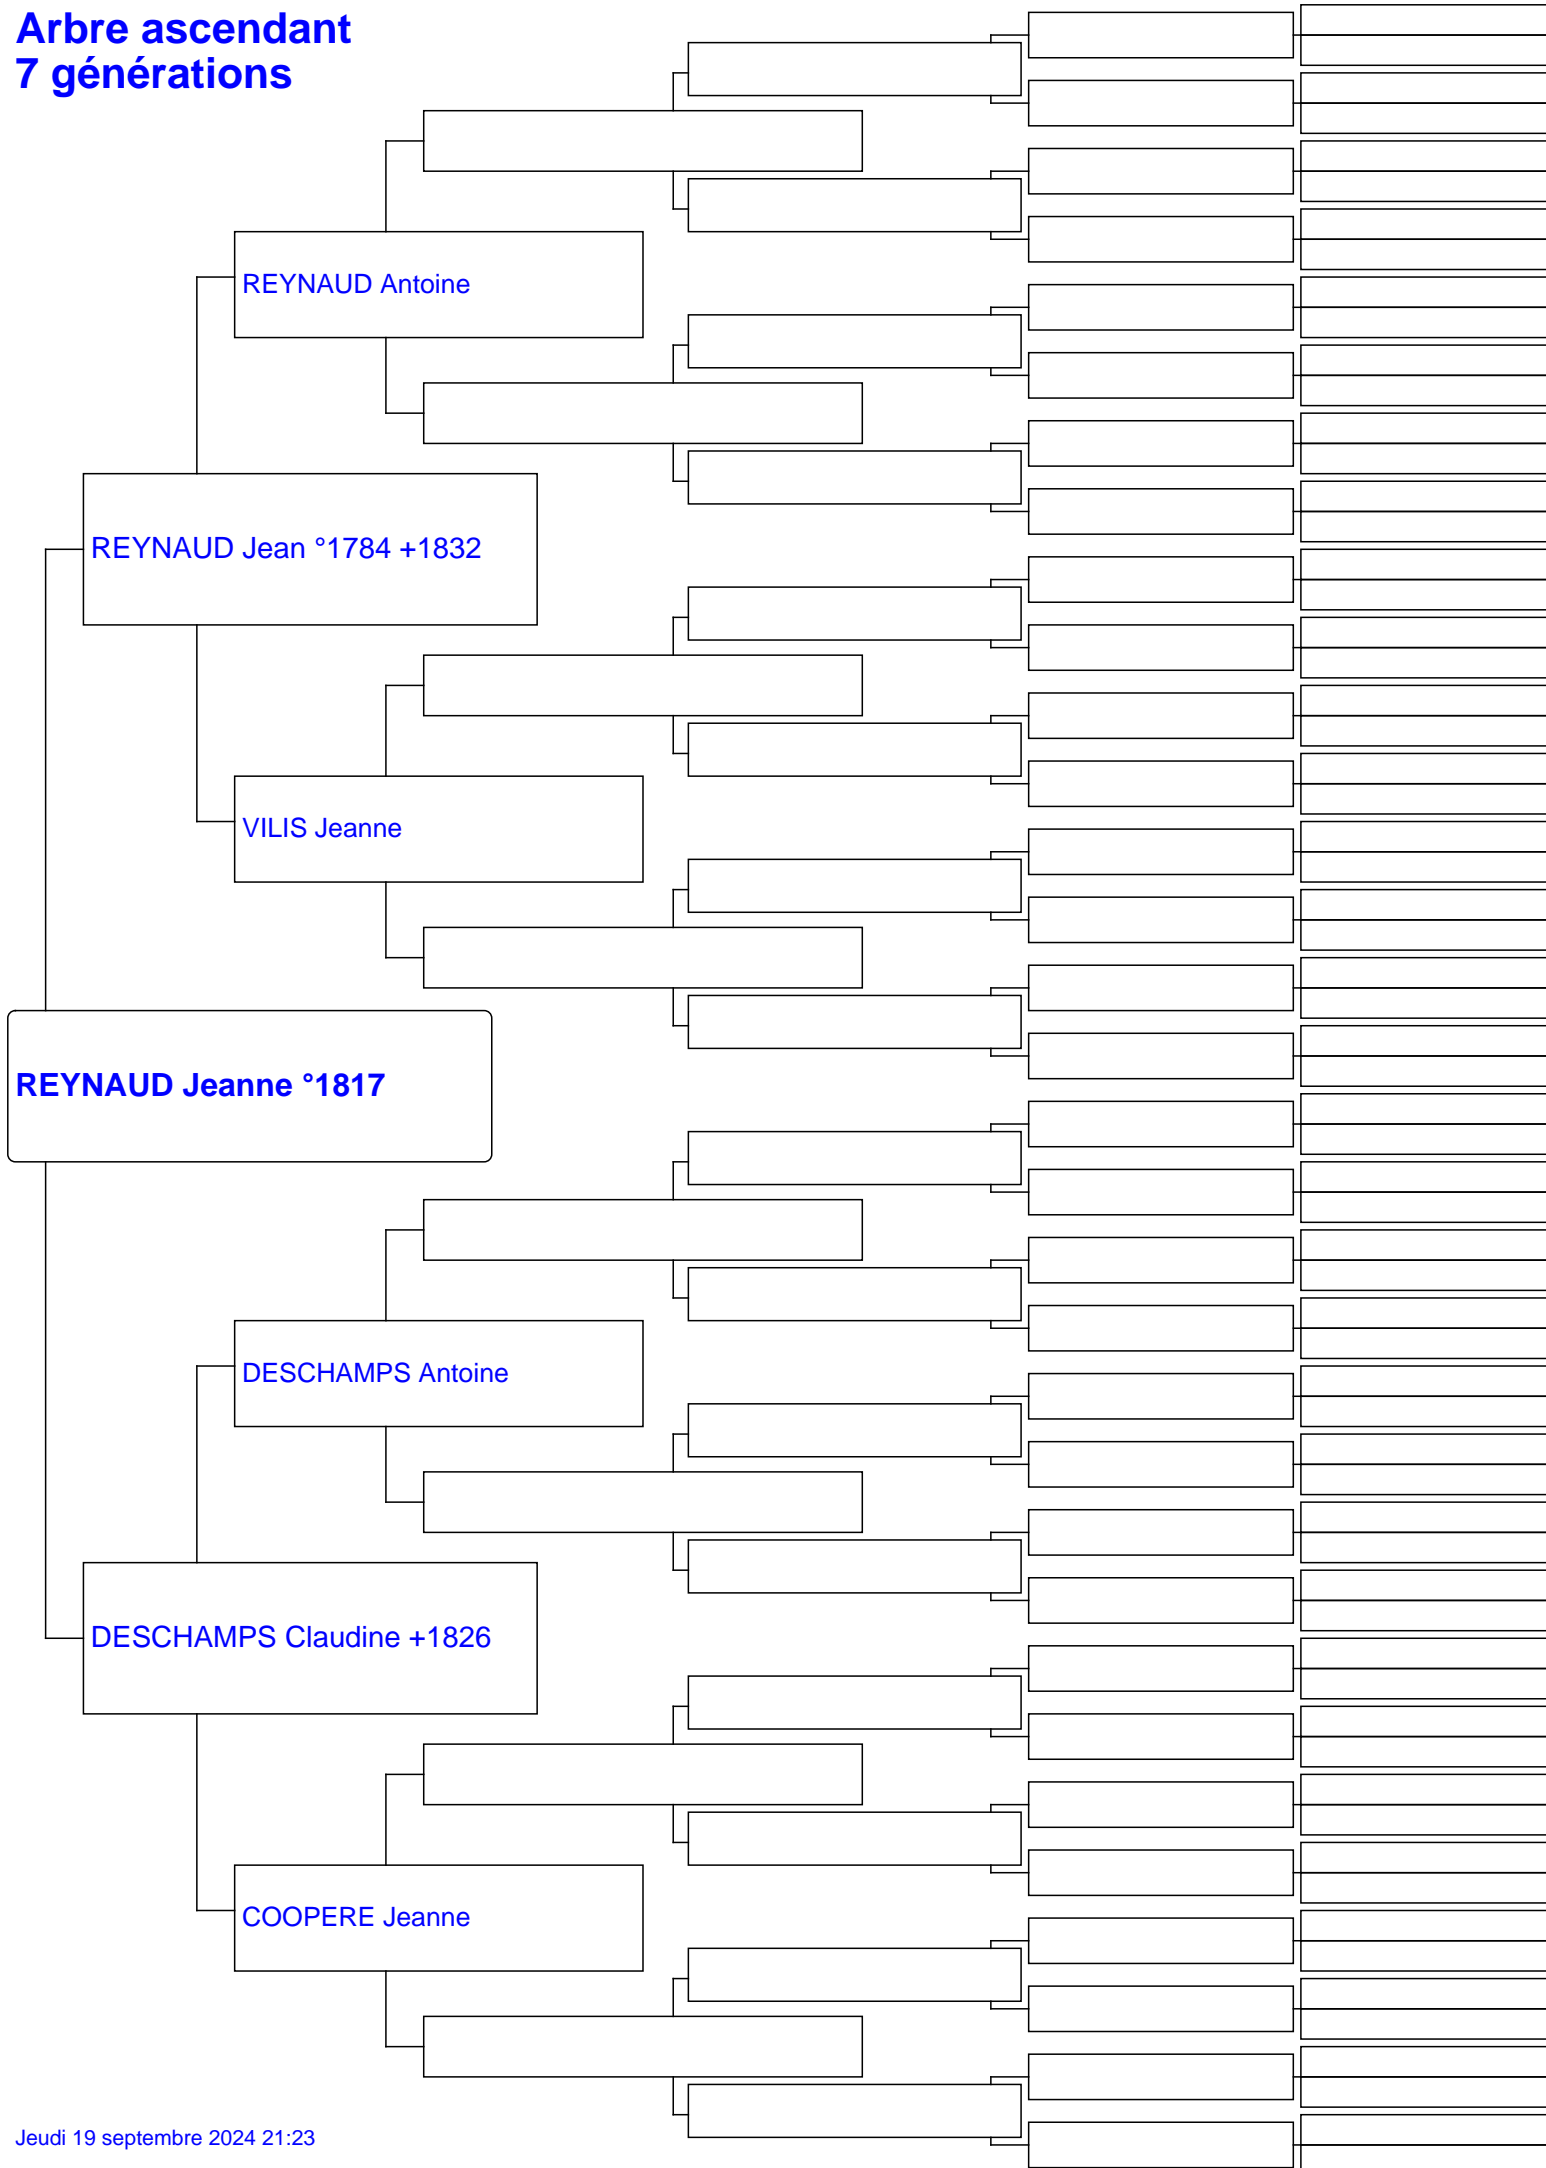 Arbre ascendant
7 générations
REYNAUD Antoine
REYNAUD Jean °1784 +1832
VILIS Jeanne
REYNAUD Jeanne °1817
DESCHAMPS Antoine
DESCHAMPS Claudine +1826
COOPERE Jeanne
Jeudi 19 septembre 2024 21:23